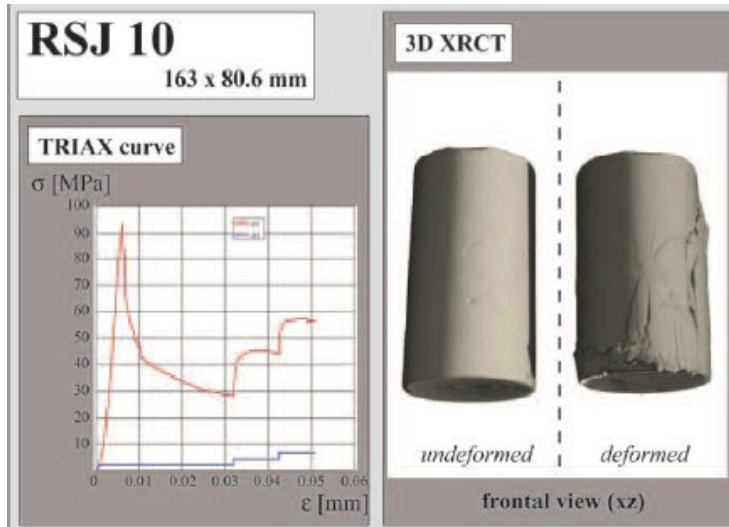 RSJ 10
163 x 80.6 mm
TRIAX curve
σ [MPa]
100
90
80
70
60
50
40
30
20
10
0 0.01 0.02 0.03 0.04 0.05 0.06
ε [mm]
3D XRCT
undeformed deformed
frontal view (xz)